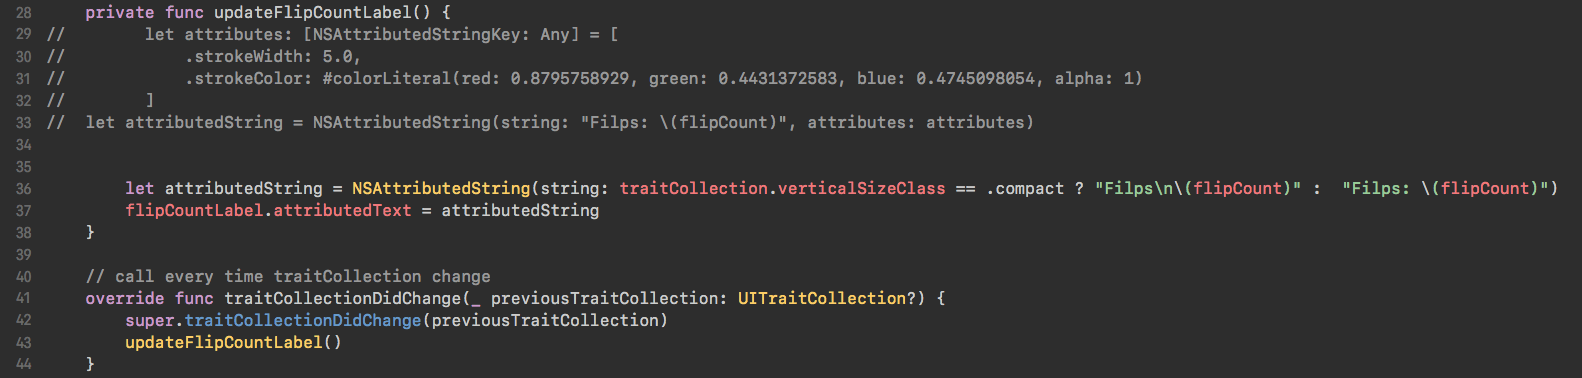 28 private func updateFlipCountLabel() {
29 // let attributes: [NSAttributedStringKey: Any] = [
30 // .strokeWidth: 5.0,
31 // .strokeColor: #colorLiteral(red: 0.8795758929, green: 0.4431372583, blue: 0.4745098054, alpha: 1)
32 // ]
33 // let attributedString = NSAttributedString(string: "Filps: \(flipCount)", attributes: attributes)
34
35
36 let attributedString = NSAttributedString(string: traitCollection.verticalSizeClass == .compact ? "Filps\n\(flipCount)" : "Filps: \(flipCount)")
37 flipCountLabel.attributedText = attributedString
38 }
39
40 // call every time traitCollection change
41 override func traitCollectionDidChange(_ previousTraitCollection: UITraitCollection?) {
42 super.traitCollectionDidChange(previousTraitCollection)
43 updateFlipCountLabel()
44 }